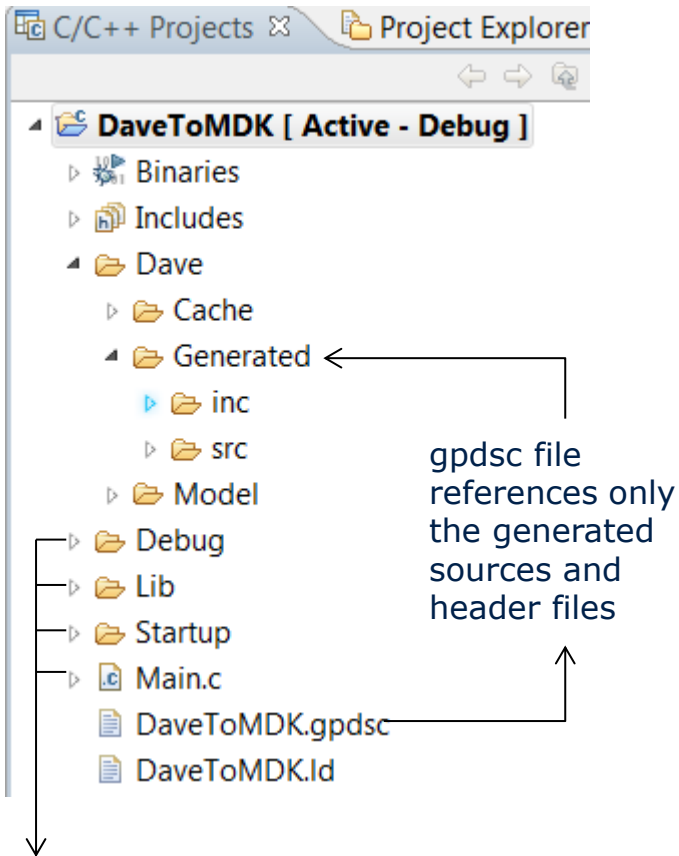 C/C++ Projects
Project Explorer
DaveToMDK [ Active - Debug ]
Binaries
Includes
Dave
Cache
Generated
inc
src
Model
Debug
Lib
Startup
Main.c
DaveToMDK.gpdsc
DaveToMDK.ld
gpdsc file
references only
the generated
sources and
header files